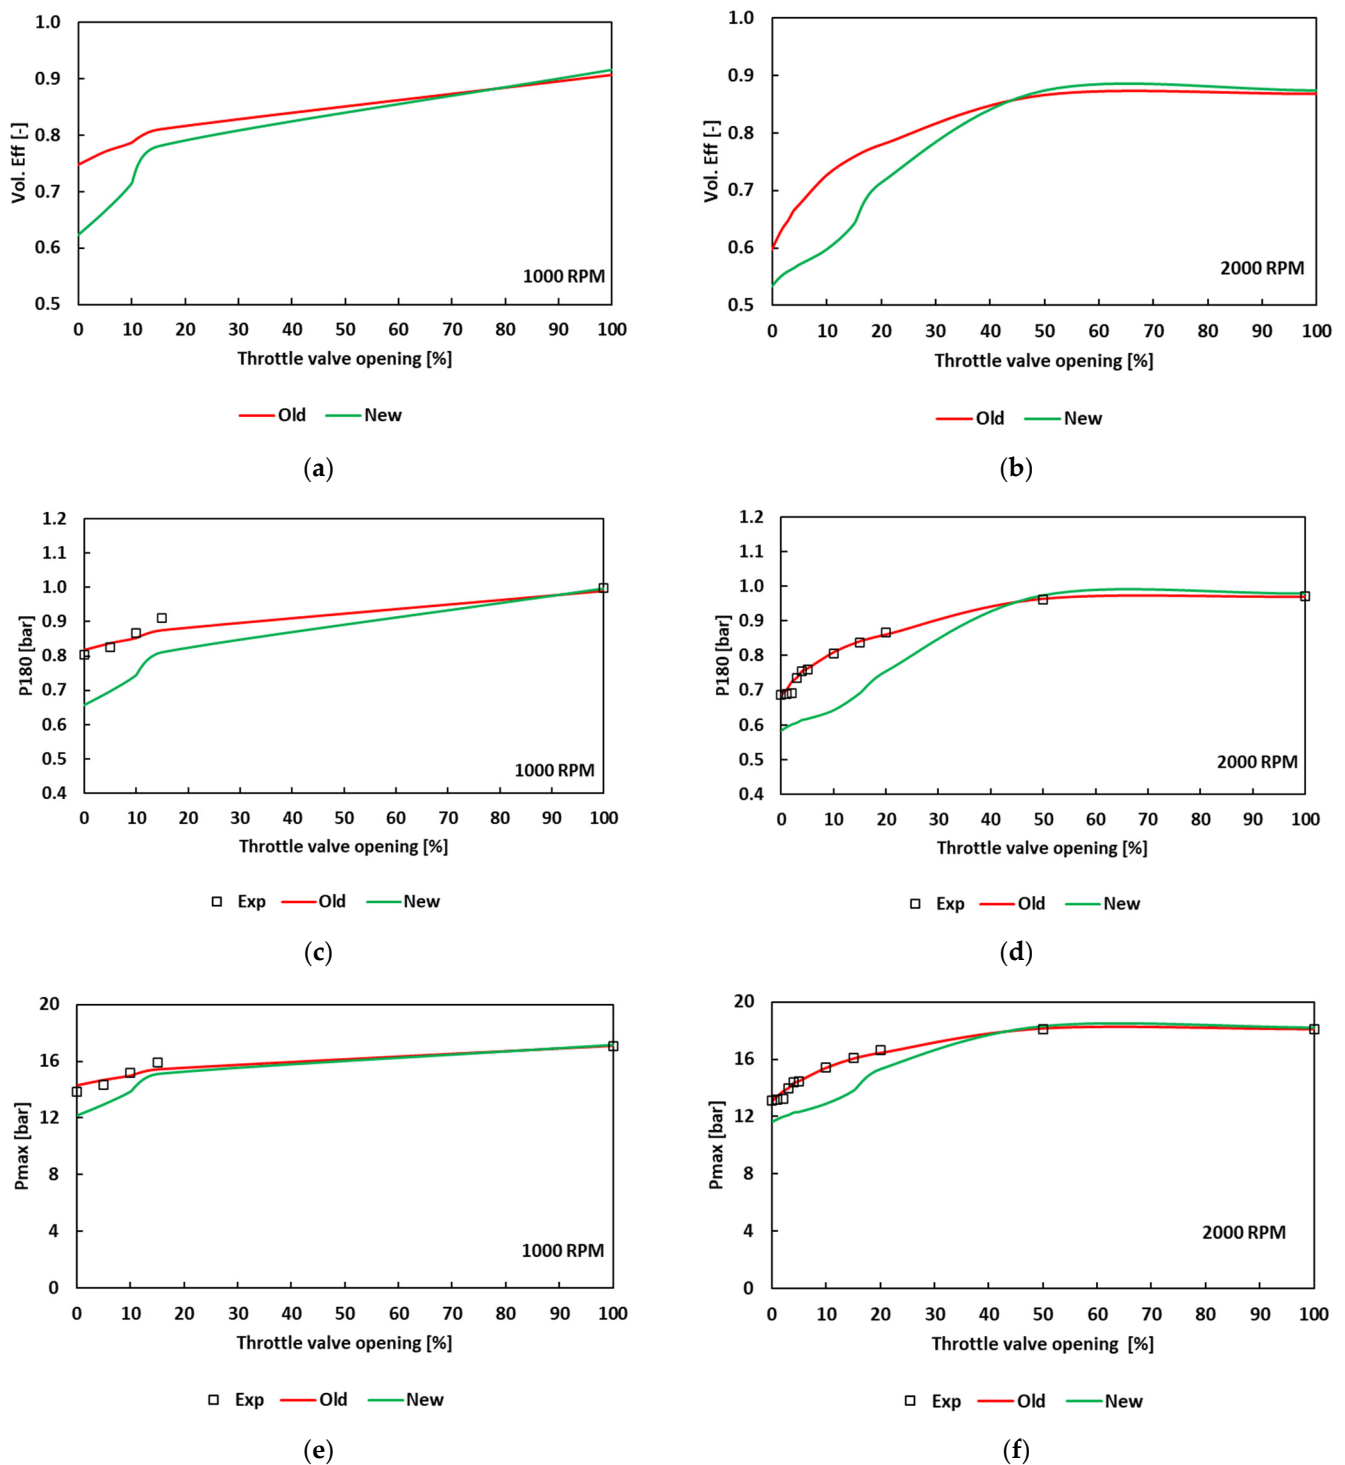 1.0
0.9
0.8
0.7
0.6
0.5
Vol. Eff [-]
1000 RPM
0 10 20 30 40 50 60 70 80 90 100
Throttle valve opening [%]
Old New
(a)
1.0
0.9
0.8
0.7
0.6
0.5
Vol. Eff [-]
2000 RPM
0 10 20 30 40 50 60 70 80 90 100
Throttle valve opening [%]
Old New
(b)
1.2
1.1
1.0
0.9
0.8
0.7
0.6
0.5
0.4
P180 [bar]
1000 RPM
0 10 20 30 40 50 60 70 80 90 100
Throttle valve opening [%]
Exp Old New
(c)
1.2
1.1
1.0
0.9
0.8
0.7
0.6
0.5
0.4
P180 [bar]
2000 RPM
0 10 20 30 40 50 60 70 80 90 100
Throttle valve opening [%]
Exp Old New
(d)
20
16
12
8
4
0
Pmax [bar]
1000 RPM
0 10 20 30 40 50 60 70 80 90 100
Throttle valve opening [%]
Exp Old New
(e)
20
16
12
8
4
0
Pmax [bar]
2000 RPM
0 10 20 30 40 50 60 70 80 90 100
Throttle valve opening [%]
Exp Old New
(f)